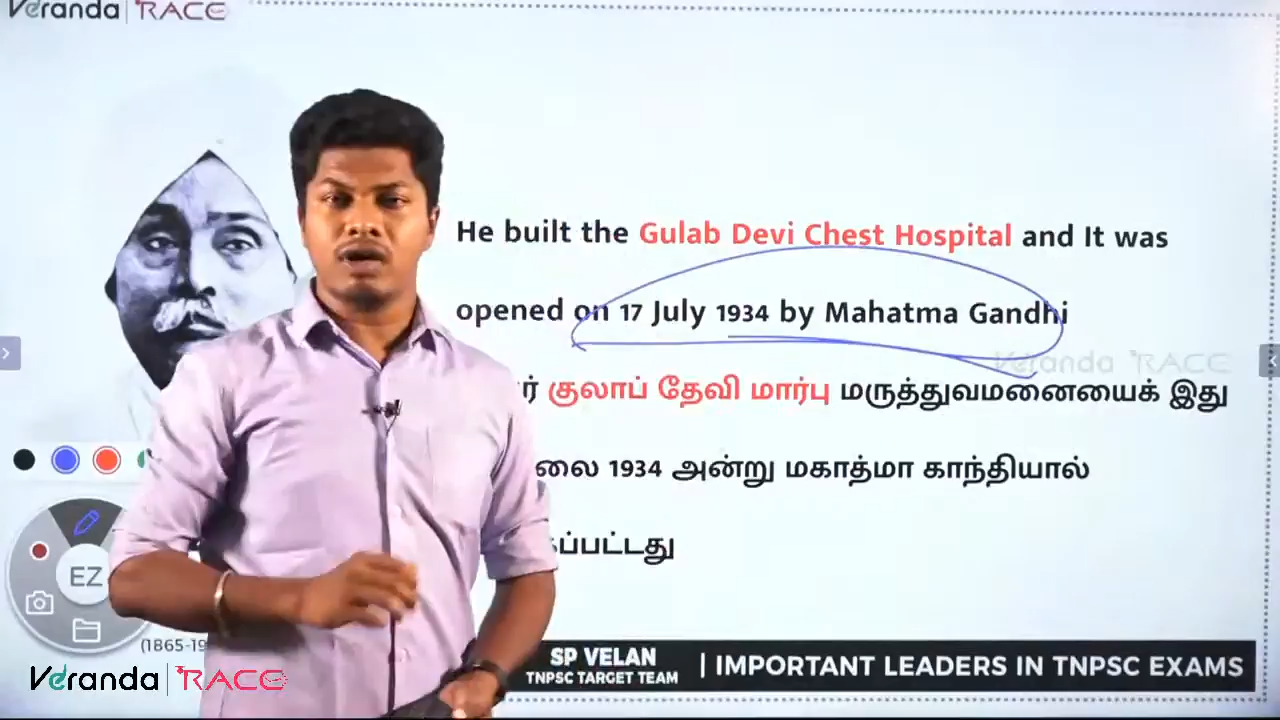 Veranda RACE
He built the Gulab Devi Chest Hospital and It was
opened on 17 July 1934 by Mahatma Gandhi
Veranda RACE
குலாப் தேவி மார்பு மருத்துவமனையைக் இது
1934 அன்று மகாத்மா காந்தியால்
EZ
(1865-19
Veranda RACE
SP VELAN
TNPSC TARGET TEAM
IMPORTANT LEADERS IN TNPSC EXAMS